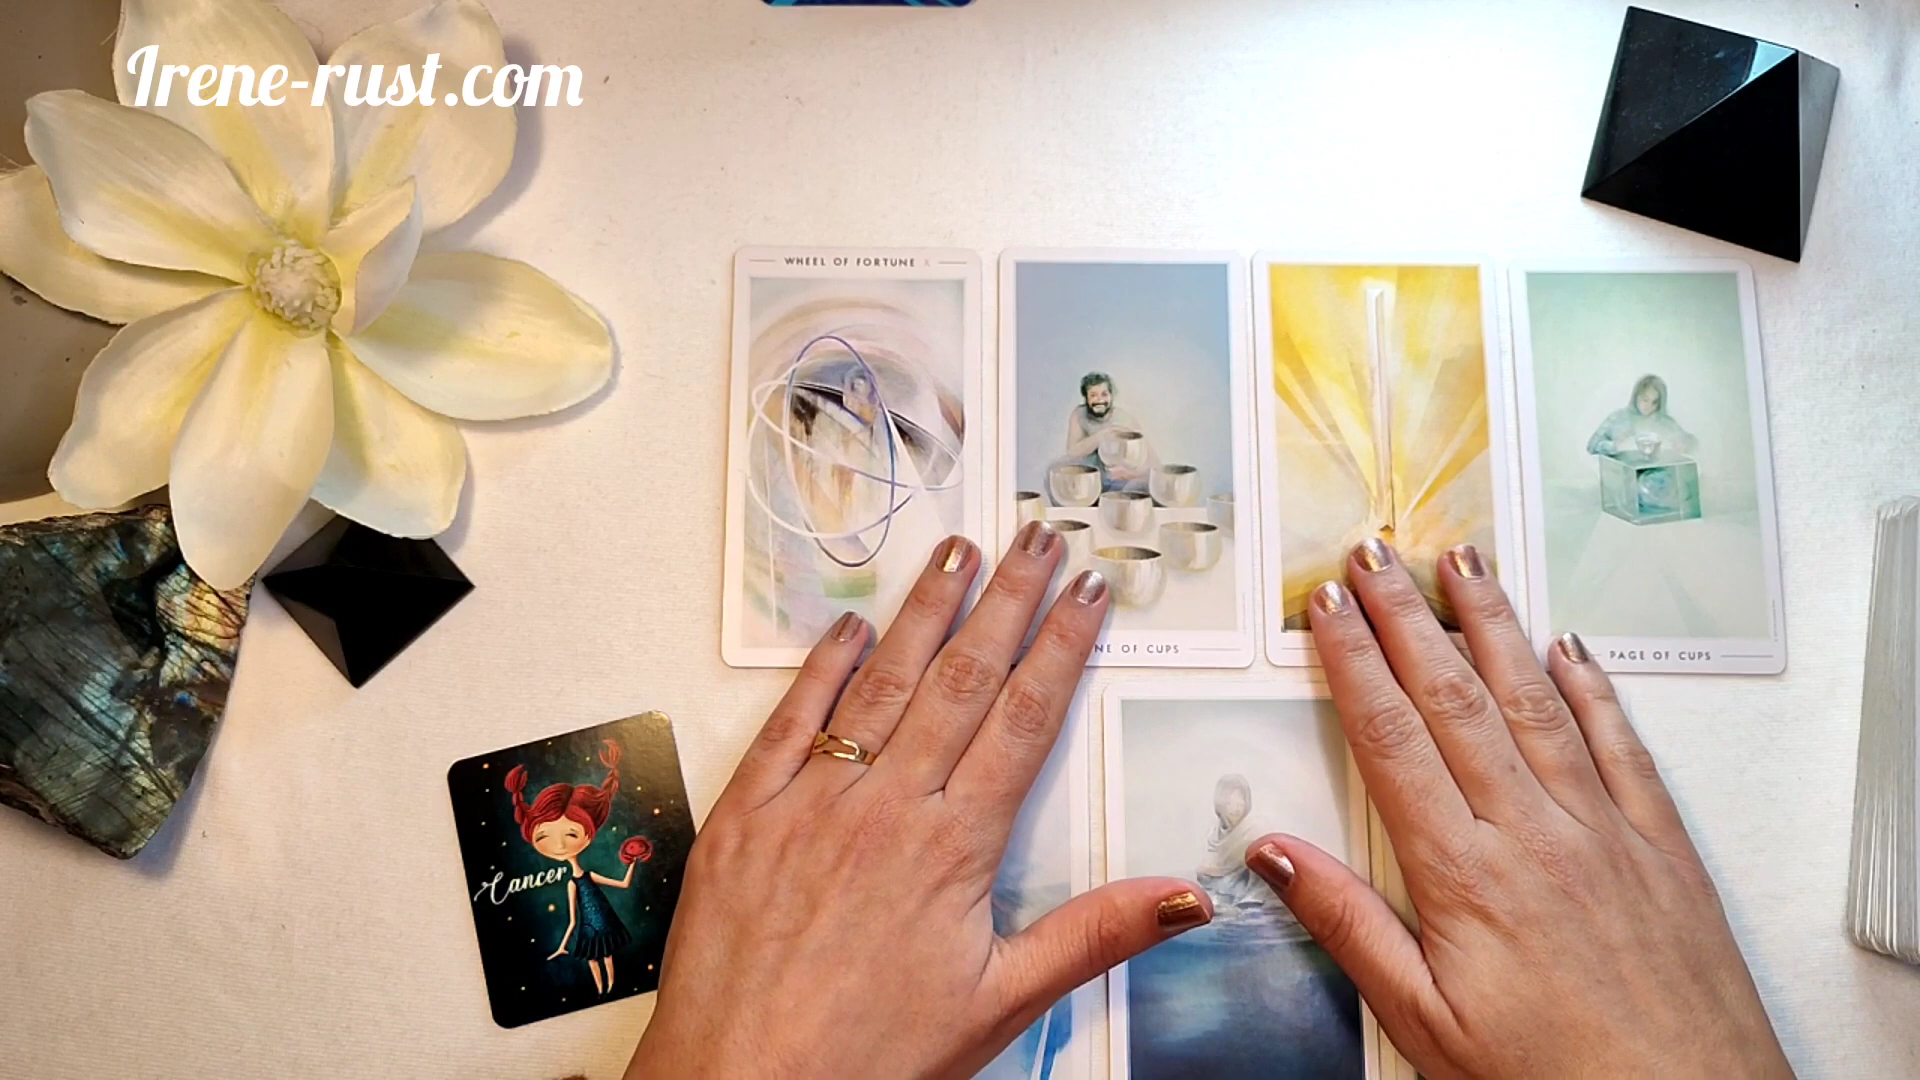 Irene-rust.com
WHEEL OF FORTUNE X
NE OF CUPS
PAGE OF CUPS
Cancer